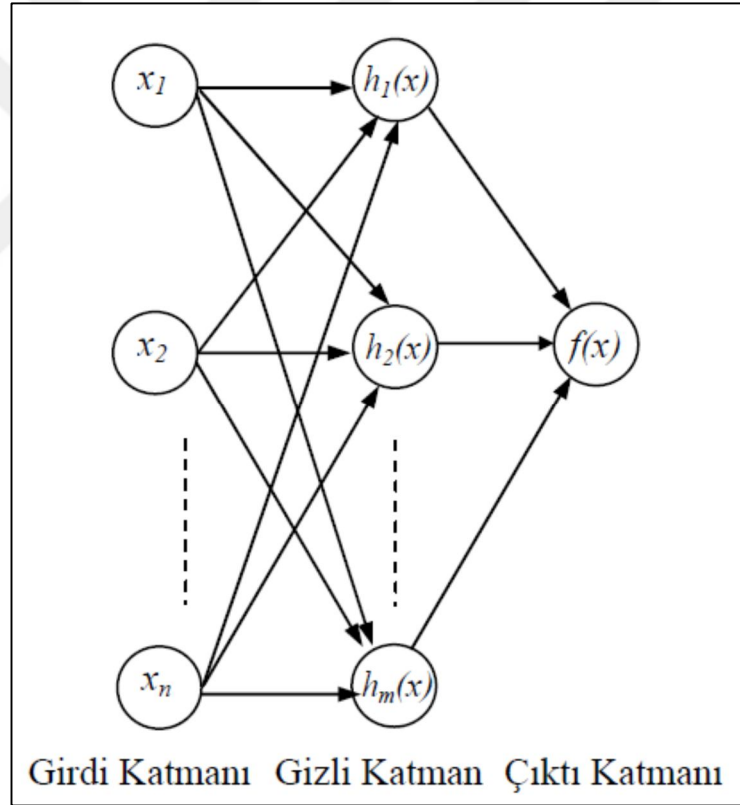 x₁ h₁(x)
x₂ h₂(x) f(x)
xₙ hₘ(x)
Girdi Katmanı Gizli Katman Çıktı Katmanı